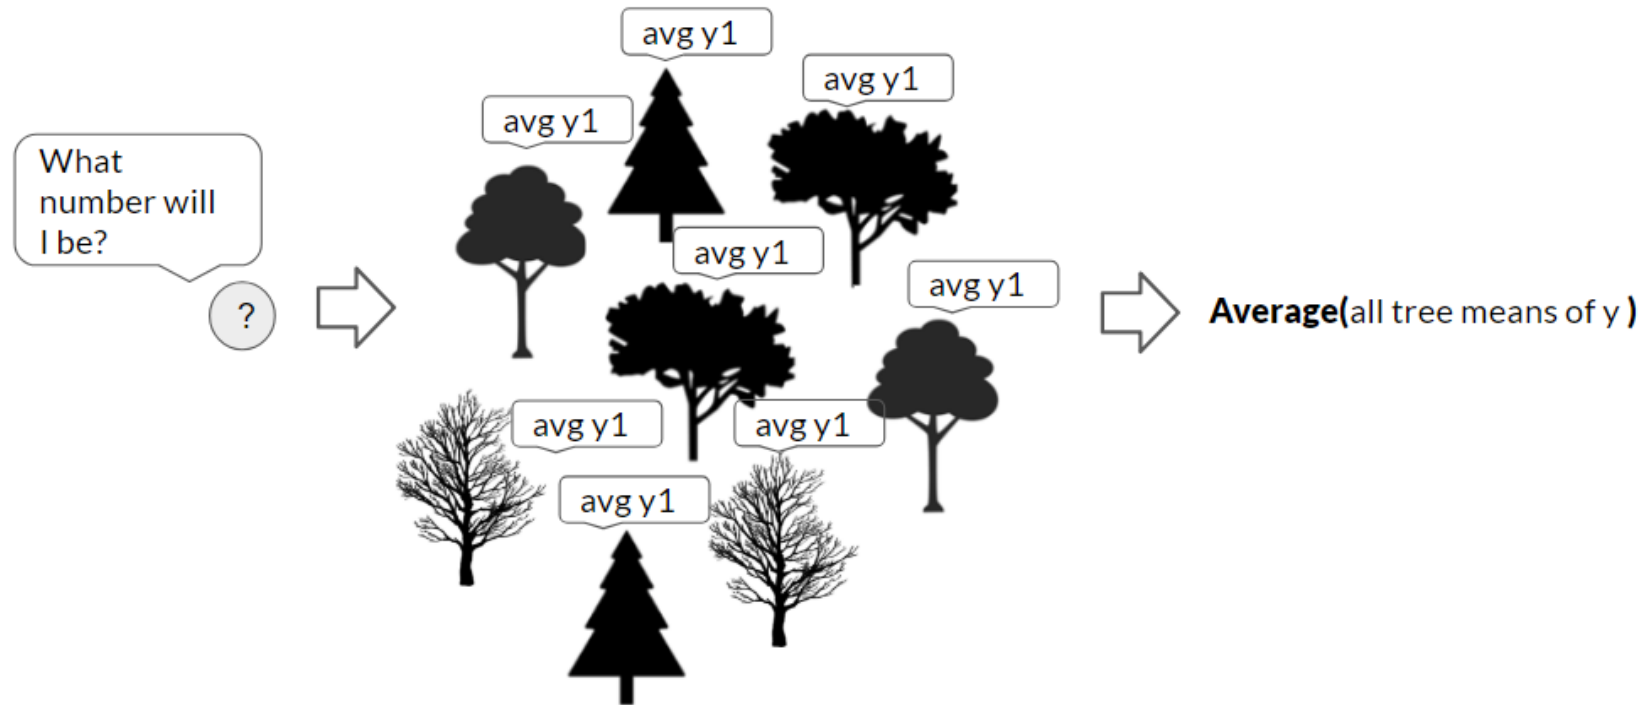 avg y1
avg y1
avg y1
What
number will
I be?
avg y1
avg y1
?
Average(all tree means of y )
avg y1
avg y1
avg y1